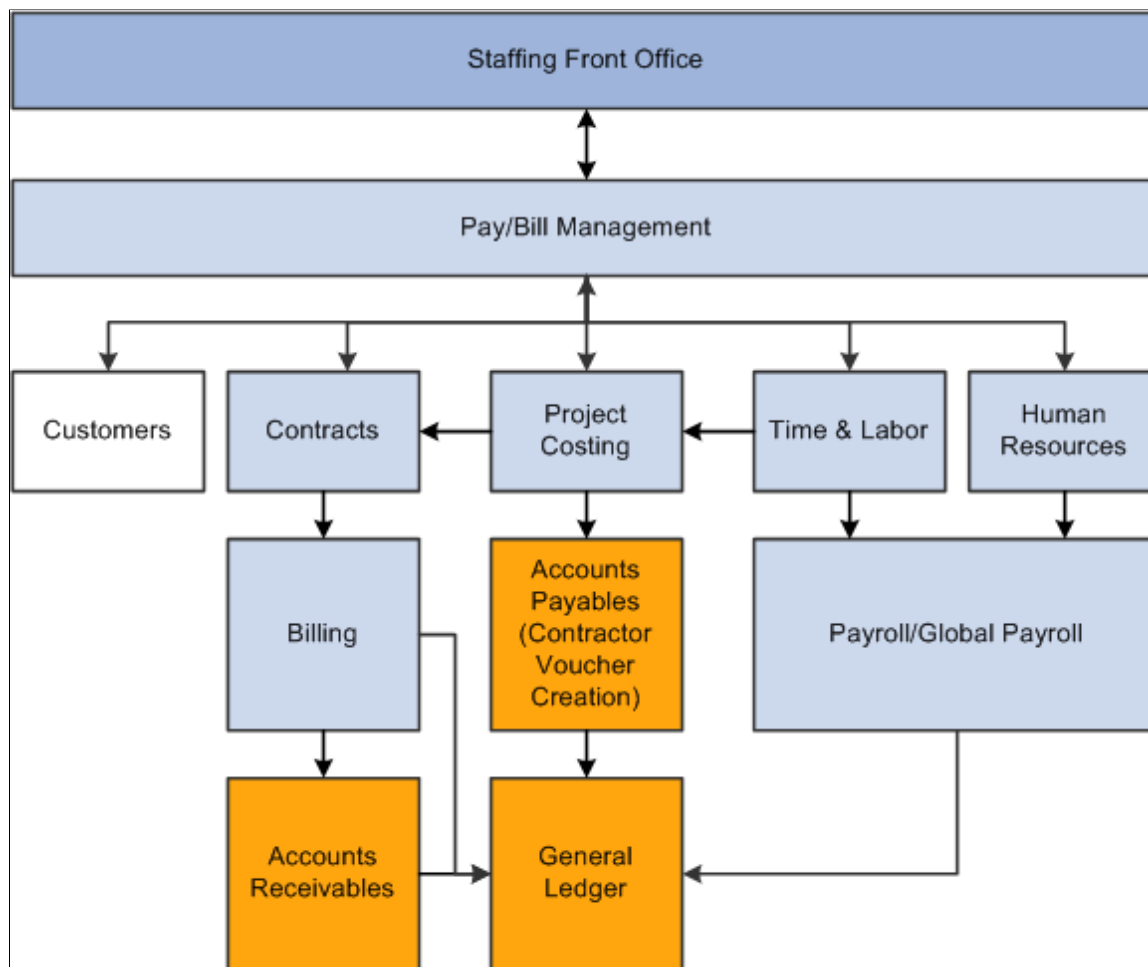 Staffing Front Office
Pay/Bill Management
Customers
Contracts
Project
Costing
Time & Labor
Human
Resources
Billing
Accounts
Payables
(Contractor
Voucher
Creation)
Payroll/Global Payroll
Accounts
Receivables
General
Ledger